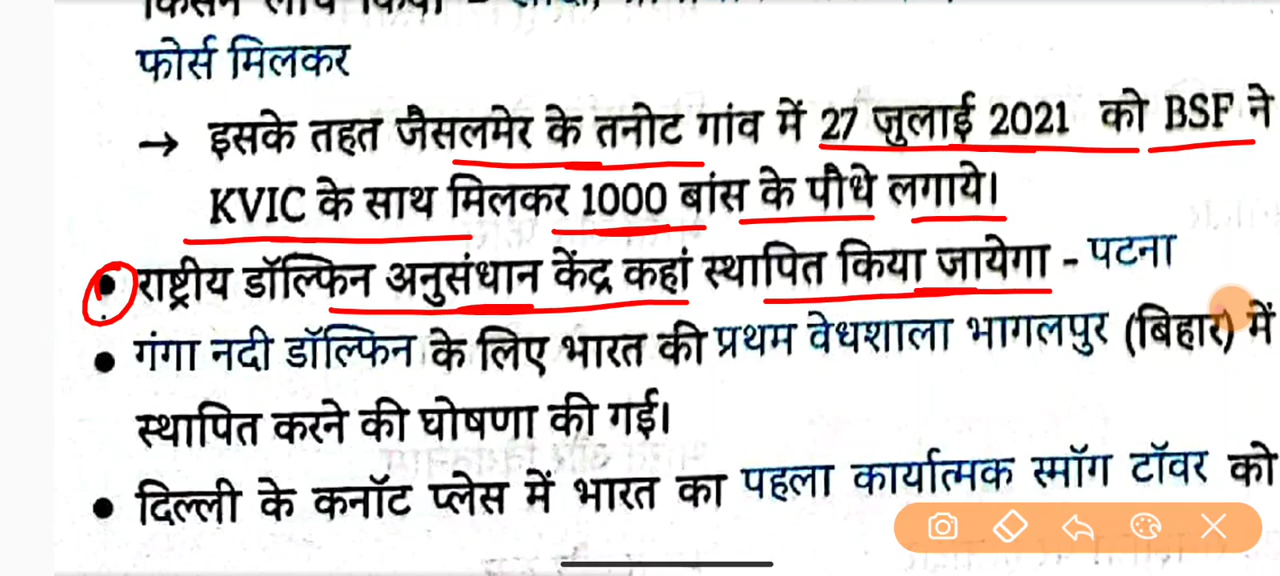 फोर्स मिलकर
→ इसके तहत जैसलमेर के तनोट गांव में 27 जुलाई 2021 को BSF ने
KVIC के साथ मिलकर 1000 बांस के पौधे लगाये।
• राष्ट्रीय डॉल्फिन अनुसंधान केंद्र कहां स्थापित किया जायेगा - पटना
• गंगा नदी डॉल्फिन के लिए भारत की प्रथम वेधशाला भागलपुर (बिहार) में
स्थापित करने की घोषणा की गई।
• दिल्ली के कनॉट प्लेस में भारत का पहला कार्यात्मक स्मॉग टॉवर को